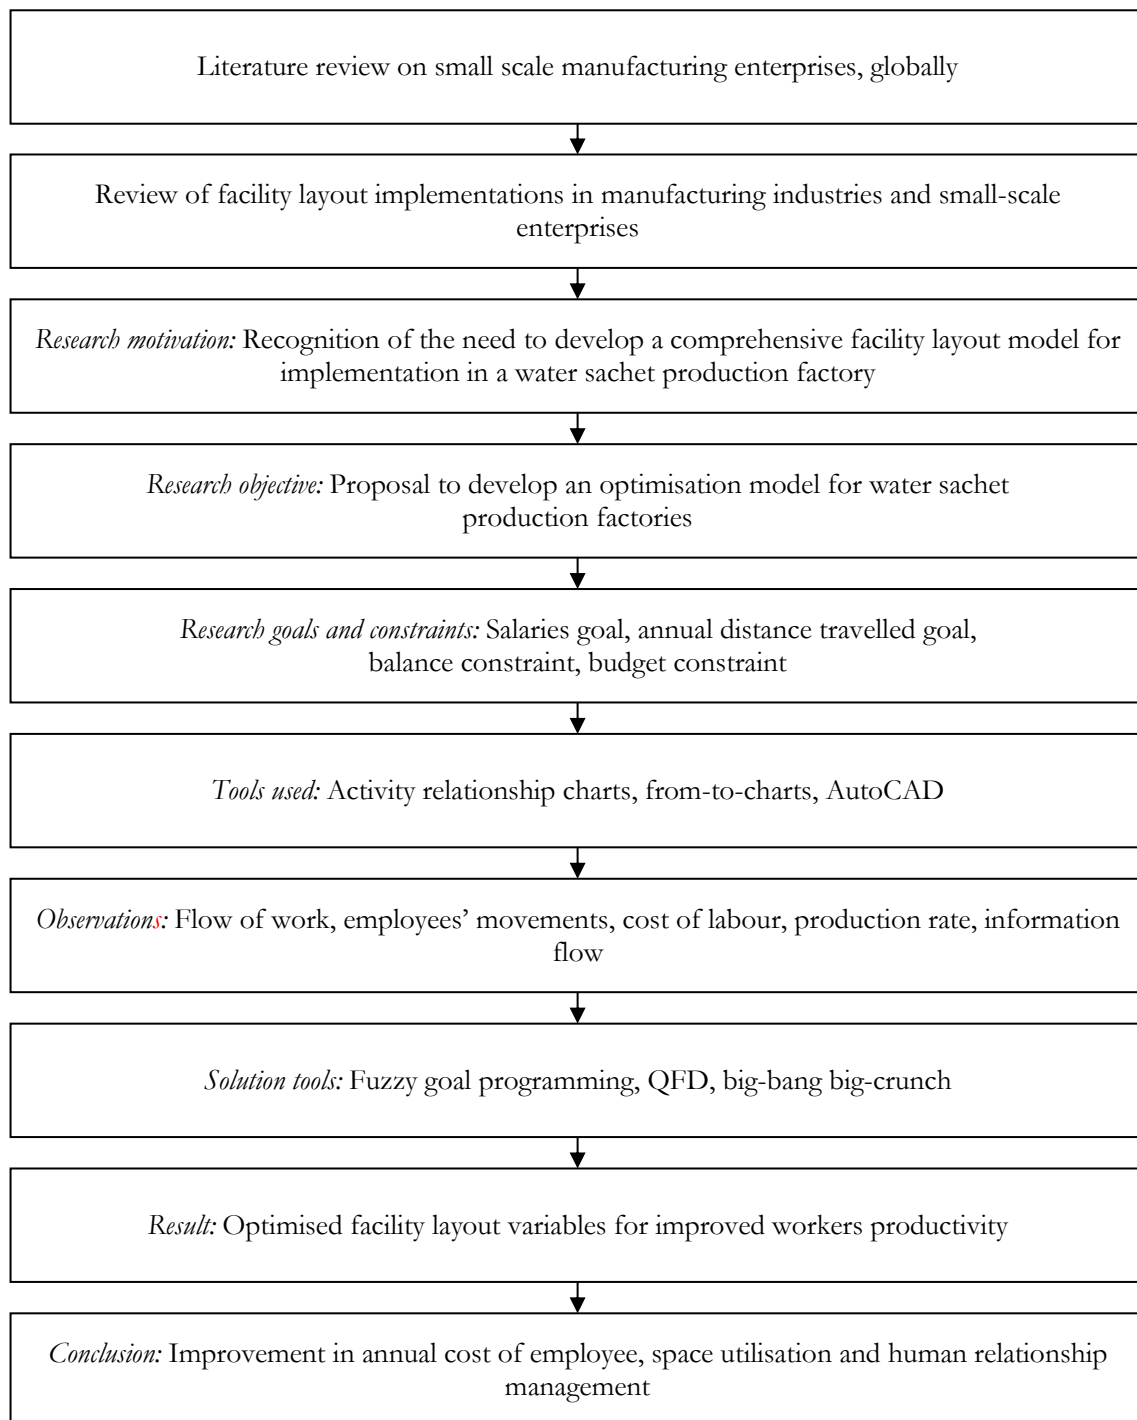 Literature review on small scale manufacturing enterprises, globally
Review of facility layout implementations in manufacturing industries and small-scale
enterprises
Research motivation: Recognition of the need to develop a comprehensive facility layout model for
implementation in a water sachet production factory
Research objective: Proposal to develop an optimisation model for water sachet
production factories
Research goals and constraints: Salaries goal, annual distance travelled goal,
balance constraint, budget constraint
Tools used: Activity relationship charts, from-to-charts, AutoCAD
Observations: Flow of work, employees’ movements, cost of labour, production rate, information
flow
Solution tools: Fuzzy goal programming, QFD, big-bang big-crunch
Result: Optimised facility layout variables for improved workers productivity
Conclusion: Improvement in annual cost of employee, space utilisation and human relationship
management